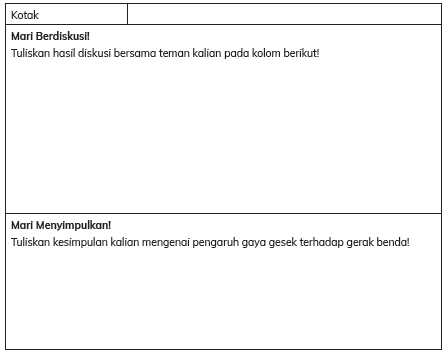 Kotak
Mari Berdiskusi!
Tuliskan hasil diskusi bersama teman kalian pada kolom berikut!
Mari Menyimpulkan!
Tuliskan kesimpulan kalian mengenai pengaruh gaya gesek terhadap gerak benda!